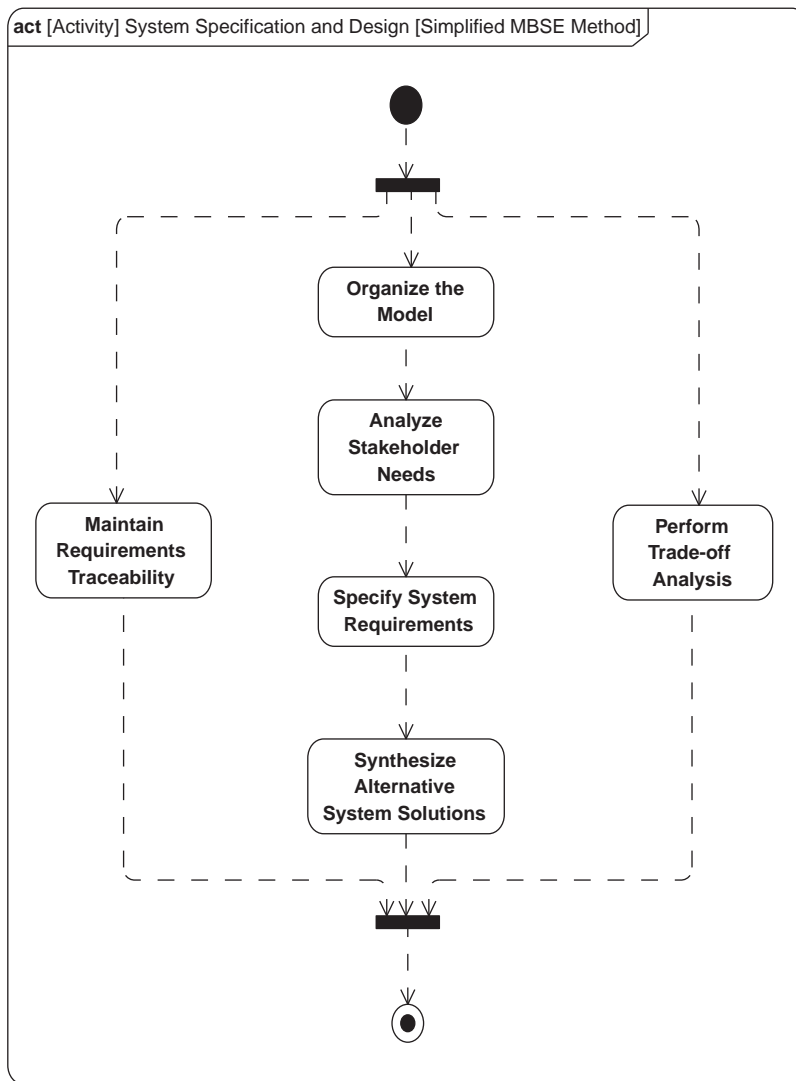 act [Activity] System Specification and Design [Simplified MBSE Method]
Organize the
Model
Analyze
Stakeholder
Needs
Maintain
Requirements
Traceability
Perform
Trade-off
Analysis
Specify System
Requirements
Synthesize
Alternative
System Solutions